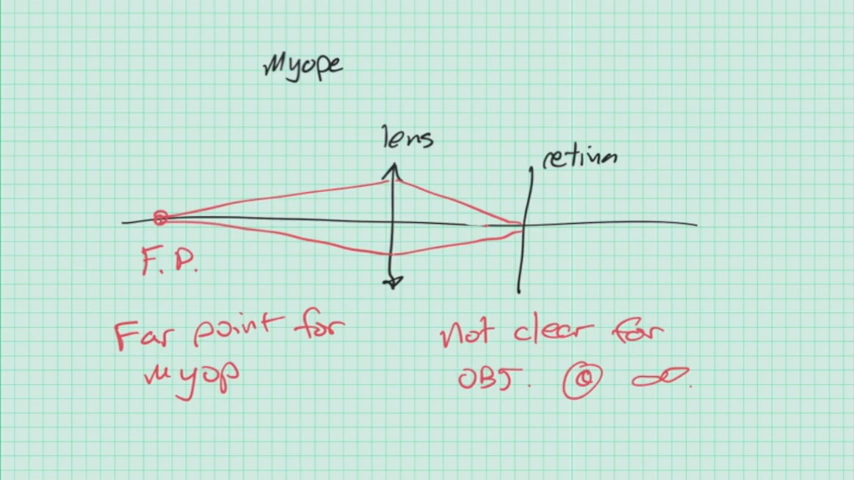 Myope
lens
retina
F.P.
Far point for
myop
Not clear for
OBJ. @ ∞.